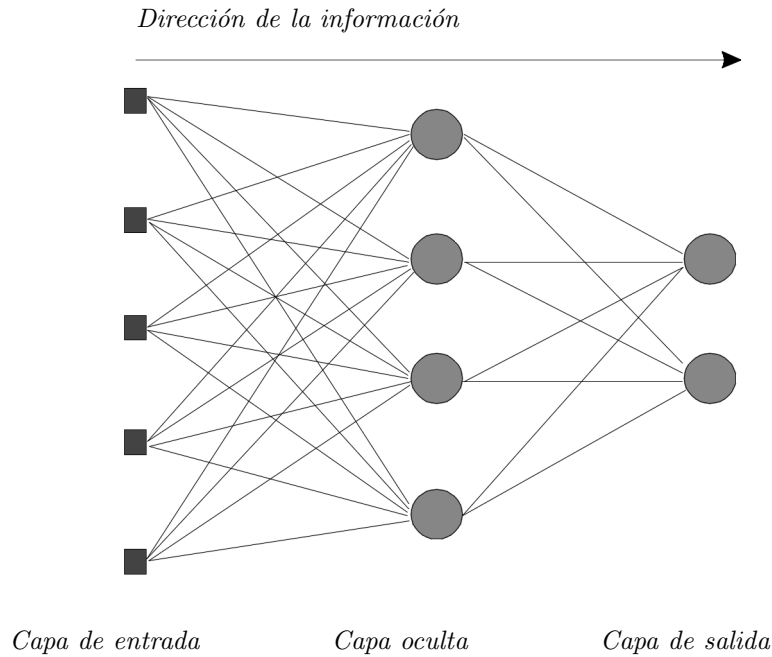 Dirección de la información
Capa de entrada
Capa oculta
Capa de salida